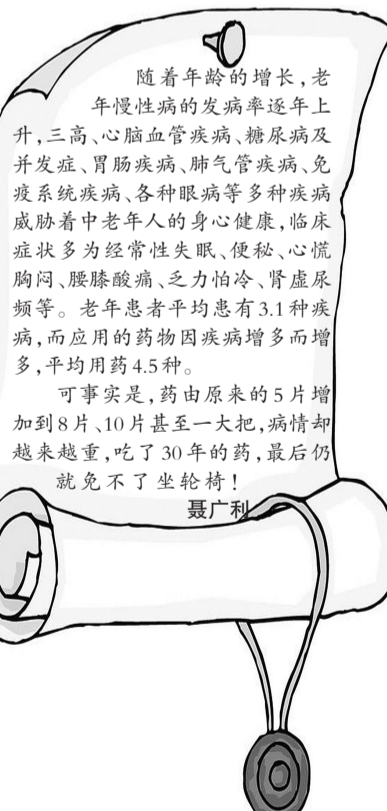 随着年龄的增长，老
年慢性病的发病率逐年上
升，三高、心脑血管疾病、糖尿病及
并发症、胃肠疾病、肺气管疾病、免
疫系统疾病、各种眼病等多种疾病
威胁着中老年人的身心健康，临床
症状多为经常性失眠、便秘、心慌
胸闷、腰膝酸痛、乏力怕冷、肾虚尿
频等。老年患者平均患有3.1种疾
病，而应用的药物因疾病增多而增
多，平均用药4.5种。
可事实是，药由原来的5片增
加到8片、10片甚至一大把，病情却
越来越重，吃了30年的药，最后仍
就免不了坐轮椅！
聂广利